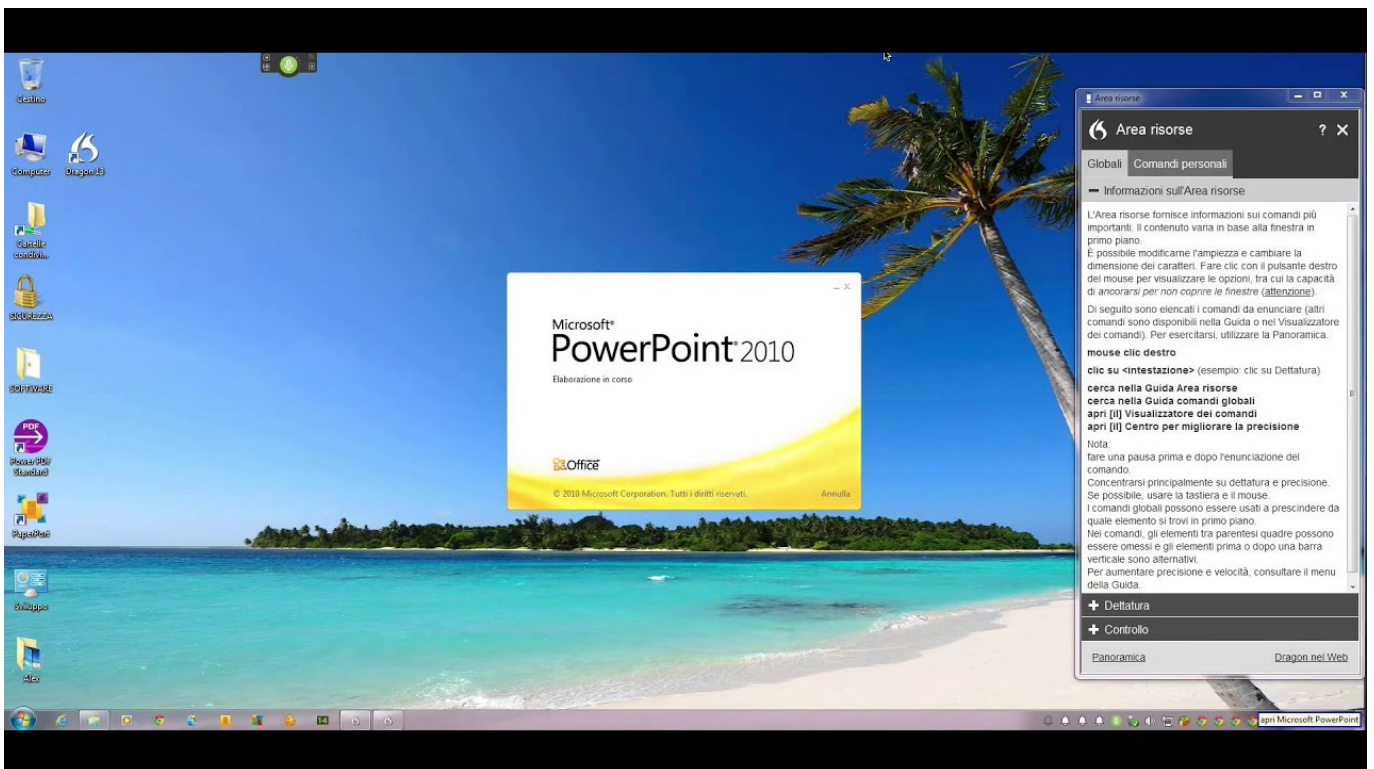 Cestino
Computer
Dragon 13
Cartelle
condivi...
SICUREZZA
SOFTWARE
PDF
Power PDF
Standard
PaperPort
Sviluppo
Alex
Microsoft®
PowerPoint® 2010
Elaborazione in corso
Office
© 2010 Microsoft Corporation. Tutti i diritti riservati.
Annulla
Area risorse
Area risorse
? X
Globali
Comandi personali
Informazioni sull'Area risorse
L'Area risorse fornisce informazioni sui comandi più
importanti. Il contenuto varia in base alla finestra in
primo piano.
È possibile modificarne l'ampiezza e cambiare la
dimensione dei caratteri. Fare clic con il pulsante destro
del mouse per visualizzare le opzioni, tra cui la capacità
di ancorarsi per non coprire le finestre (attenzione).
Di seguito sono elencati i comandi da enunciare (altri
comandi sono disponibili nella Guida o nel Visualizzatore
dei comandi). Per esercitarsi, utilizzare la Panoramica.
mouse clic destro
clic su <intestazione> (esempio: clic su Dettatura)
cerca nella Guida Area risorse
cerca nella Guida comandi globali
apri [il] Visualizzatore dei comandi
apri [il] Centro per migliorare la precisione
Nota:
fare una pausa prima e dopo l'enunciazione del
comando.
Concentrarsi principalmente su dettatura e precisione.
Se possibile, usare la tastiera e il mouse.
I comandi globali possono essere usati a prescindere da
quale elemento si trovi in primo piano.
Nei comandi, gli elementi tra parentesi quadre possono
essere omessi e gli elementi prima o dopo una barra
verticale sono alternativi.
Per aumentare precisione e velocità, consultare il menu
della Guida.
Dettatura
Controllo
Panoramica
Dragon nel Web
14
apri Microsoft PowerPoint